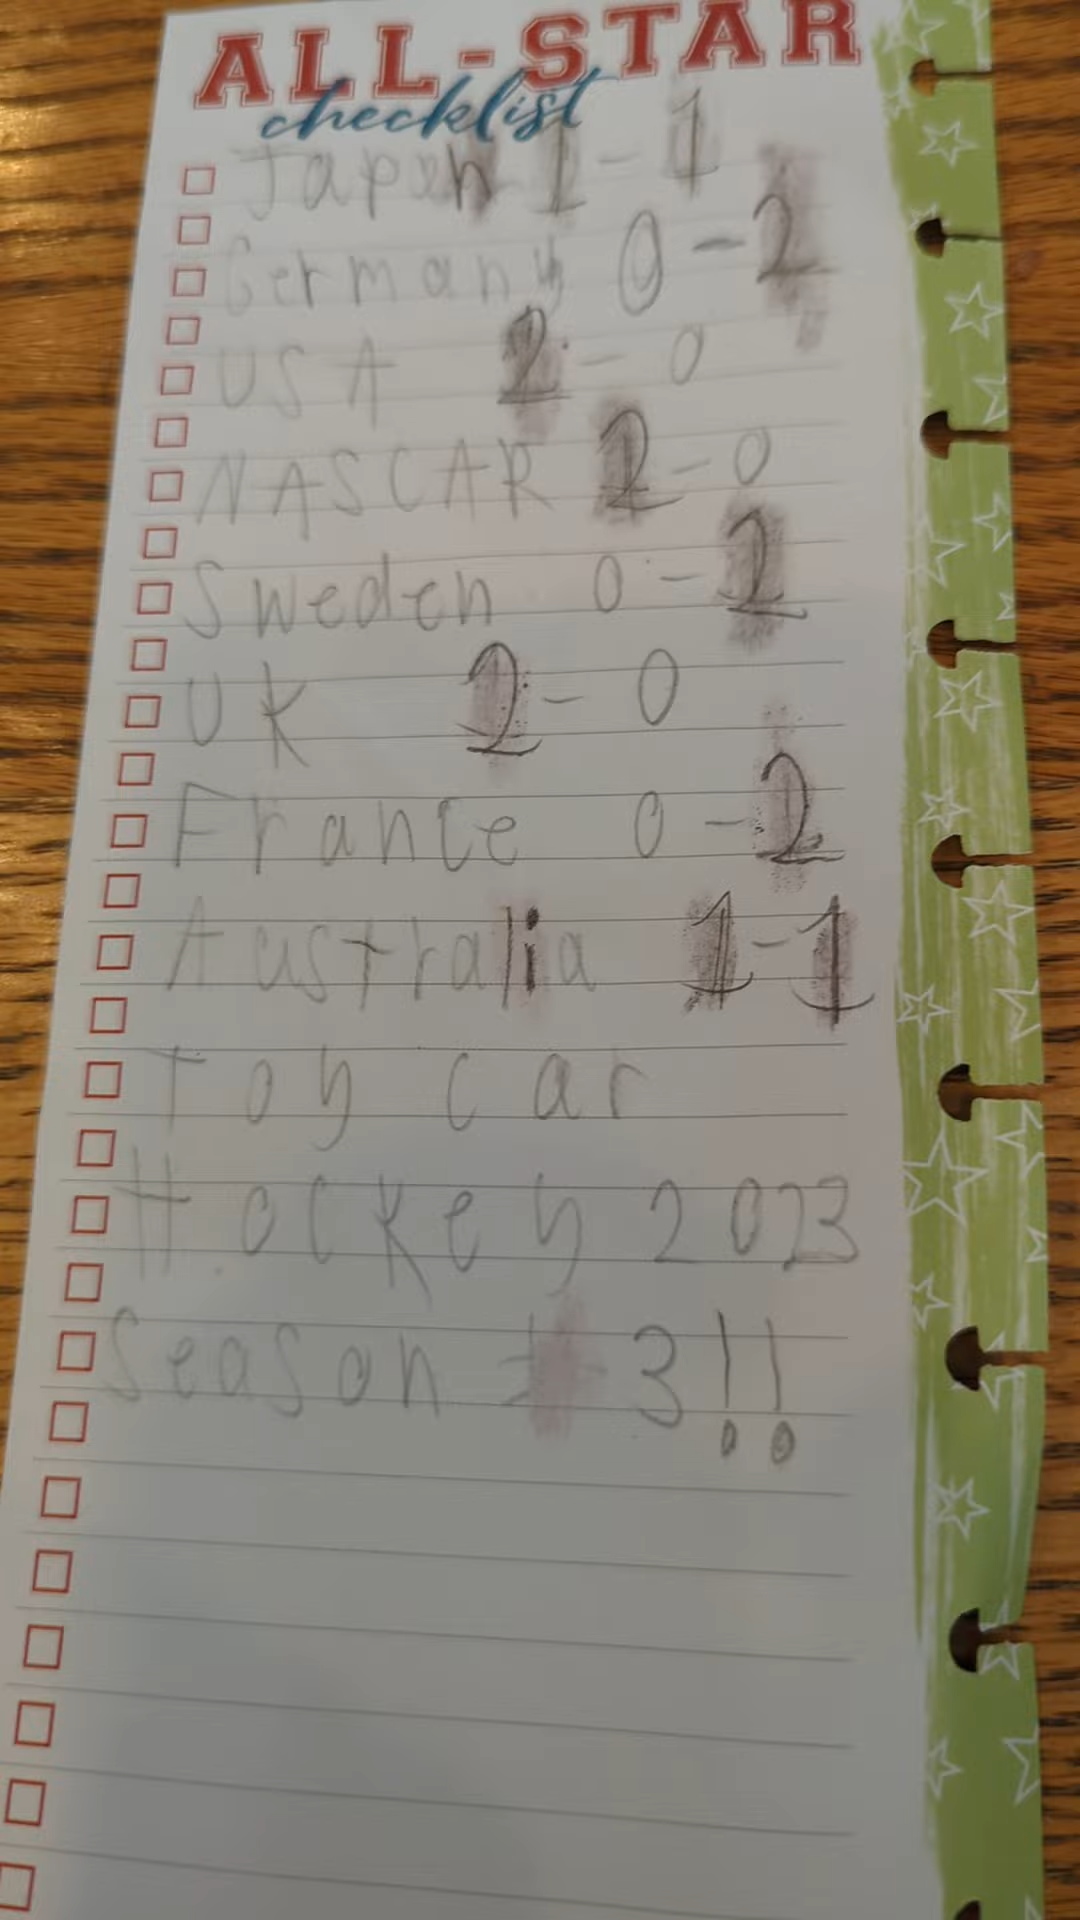 ALL-STAR
checklist
Japan 1-1
Germany 0-2
USA 2-0
NASCAR 2-0
Sweden 0-2
UK 2-0
France 0-2
Australia 1-1
Toy car
Hockey 2023
Season # 3!!